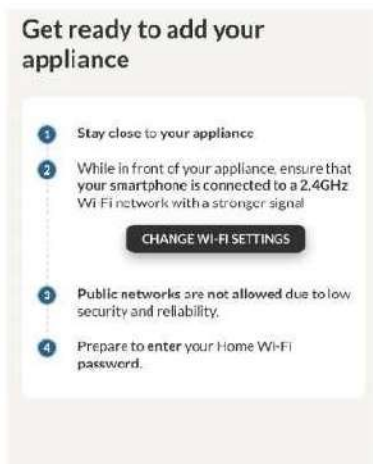 Get ready to add your
appliance
1 Stay close to your appliance
2 While in front of your appliance, ensure that
your smartphone is connected to a 2.4GHz
Wi-Fi network with a stronger signal
CHANGE WI-FI SETTINGS
3 Public networks are not allowed due to low
security and reliability.
4 Prepare to enter your Home Wi-Fi
password.